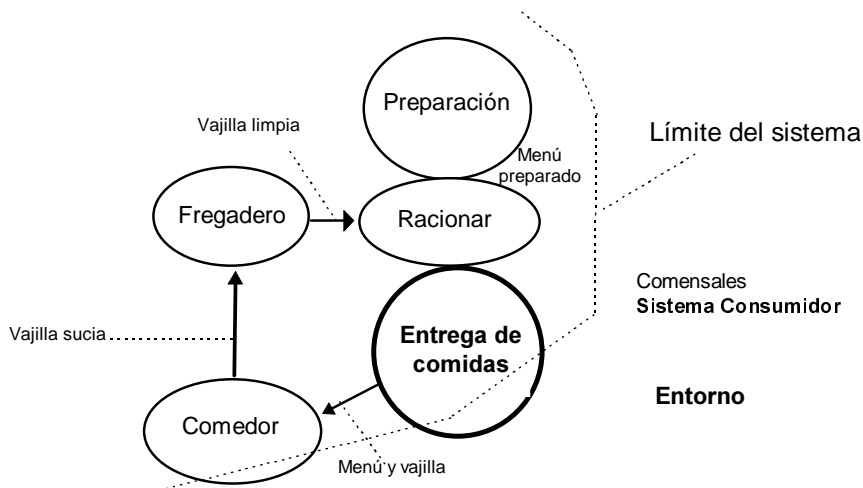 Preparación
Vajilla limpia
Límite del sistema
Menú
preparado
Fregadero
Racionar
Comensales
Sistema Consumidor
Entrega de
comidas
Vajilla sucia
Entorno
Comedor
Menú y vajilla